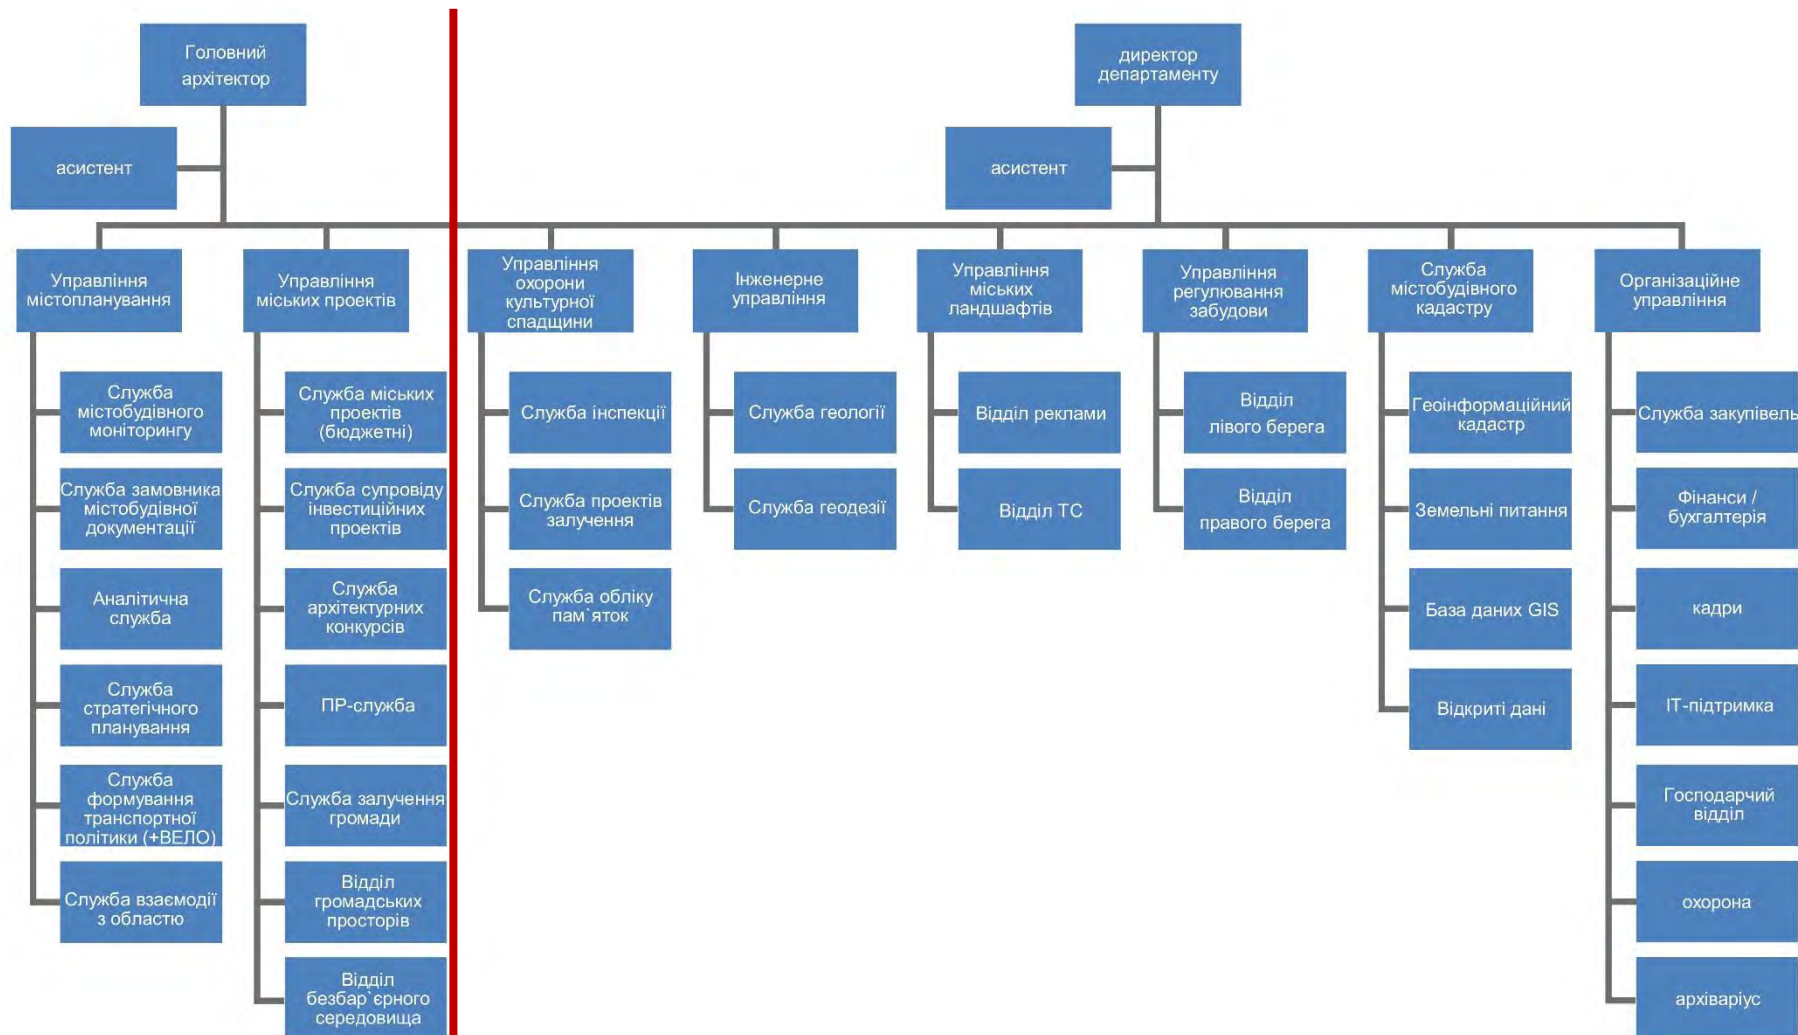 Головний
архітектор
директор
департаменту
асистент
асистент
Управління
містопланування
Управління
міських проектів
Управління
охорони
культурної
спадщини
Інженерне
управління
Управління
міських
ландшафтів
Управління
регулювання
забудови
Служба
містобудівного
кадастру
Організаційне
управління
Служба
містобудівного
моніторингу
Служба замовника
містобудівної
документації
Аналітична
служба
Служба
стратегічного
планування
Служба
формування
транспортної
політики (+ВЕЛО)
Служба взаємодії
з областю
Служба міських
проектів
(бюджетні)
Служба супровіду
інвестиційних
проектів
Служба
архітектурних
конкурсів
ПР-служба
Служба залучення
громади
Відділ
громадських
просторів
Відділ
безбар`єрного
середовища
Служба інспекції
Служба проектів
залучення
Служба обліку
пам`яток
Служба геології
Служба геодезії
Відділ реклами
Відділ ТС
Відділ
лівого берега
Відділ
правого берега
Геоінформаційний
кадастр
Земельні питання
База даних GIS
Відкриті дані
Служба закупівель
Фінанси /
бухгалтерія
кадри
ІТ-підтримка
Господарчий
відділ
охорона
архіваріус